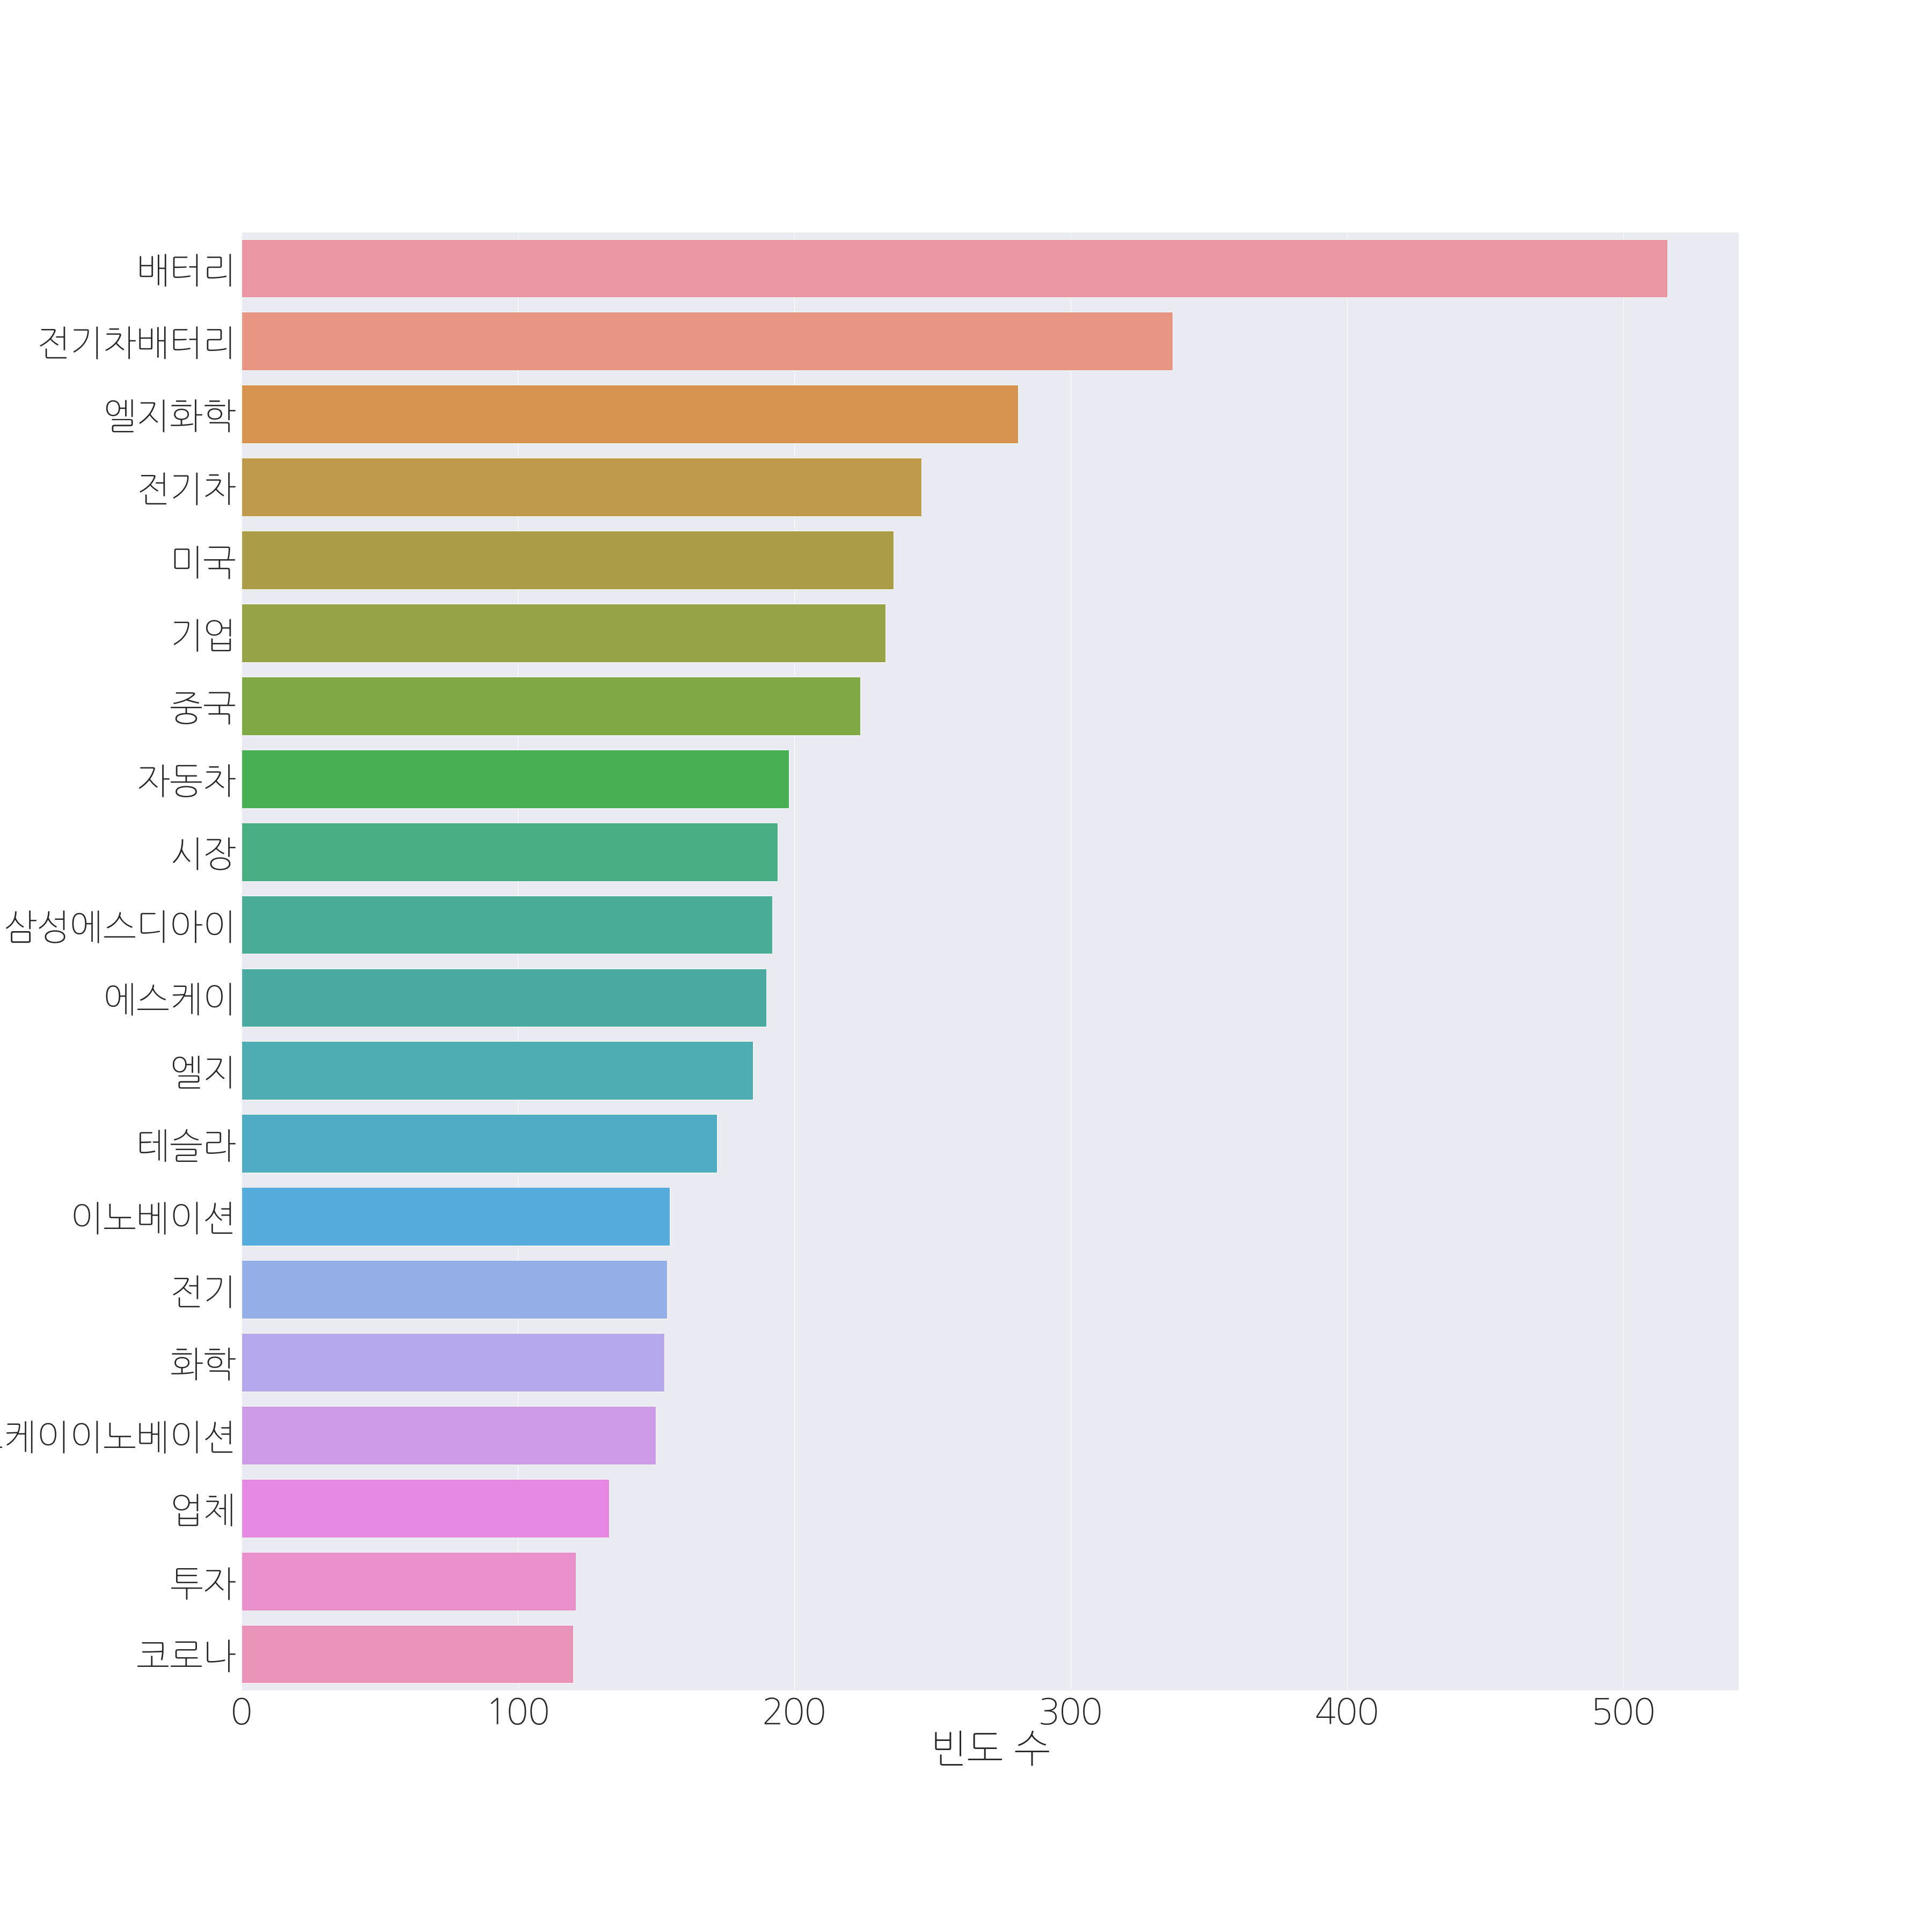 배터리
전기차배터리
엘지화학
전기차
미국
기업
중국
자동차
시장
삼성에스디아이
에스케이
엘지
테슬라
이노베이션
전기
화학
케이이노베이션
업체
투자
코로나
0 100 200 300 400 500
빈도 수